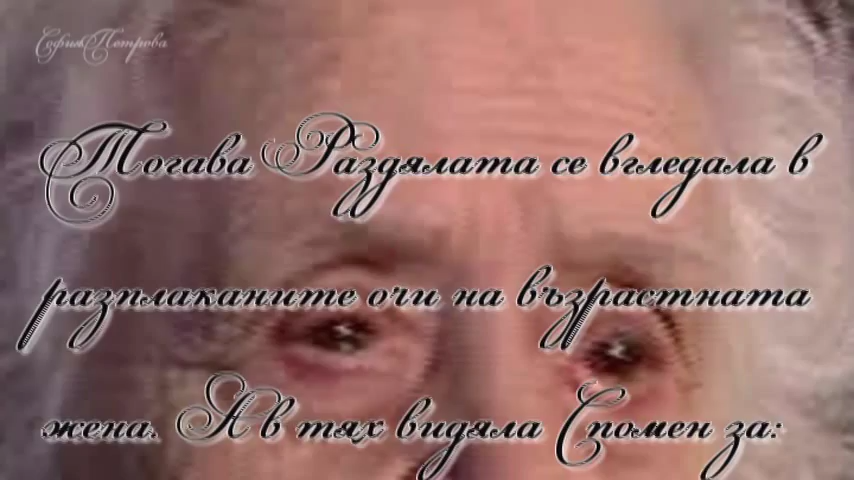 София Петрова
Тогава Раздялата се вгледала в
разплаканите очи на възрастната
жена. А в тях видяла Спомен за: